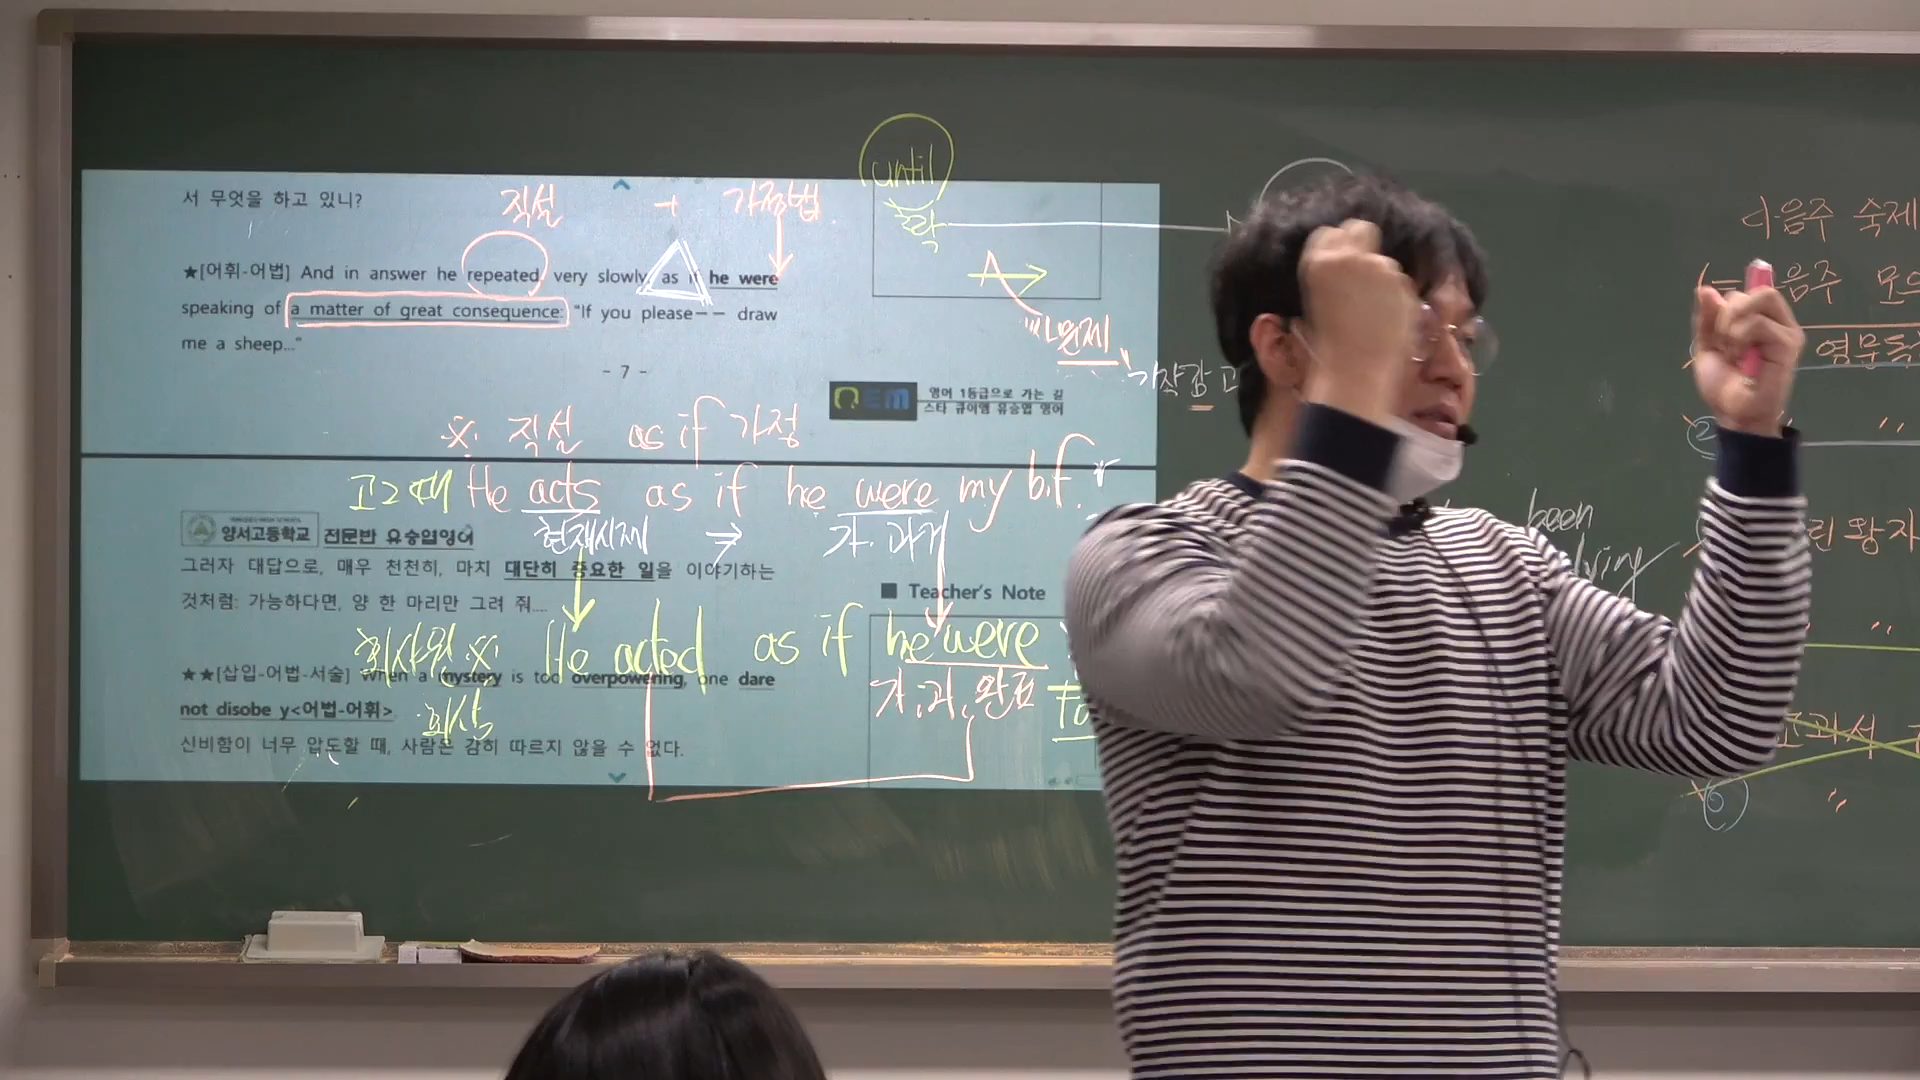 서 무엇을 하고 있니?
직설 + 가정법
until
★[어휘-어법] And in answer he repeated very slowly, as if he were
speaking of a matter of great consequence: "If you please—— draw
me a sheep..."
- 7 -
영어 1등급으로 가는 길
스타 큐이엠 유승엽 영어
※ 직설 as if 가정
고2때 He acts as if he were my b.f.
현재시제 → 가.과거
양서고등학교 전문반 유승엽영어
그러자 대답으로, 매우 천천히, 마치 대단히 중요한 일을 이야기하는
것처럼: 가능하다면, 양 한 마리만 그려 줘....
■ Teacher's Note
회사원 ※ He acted as if he were
★★[삽입-어법-서술] When a mystery is too overpowering, one dare
not disobe y<어법-어휘>
가.과.완료
회상
신비함이 너무 압도할 때, 사람은 감히 따르지 않을 수 없다.
다음주 숙제
been